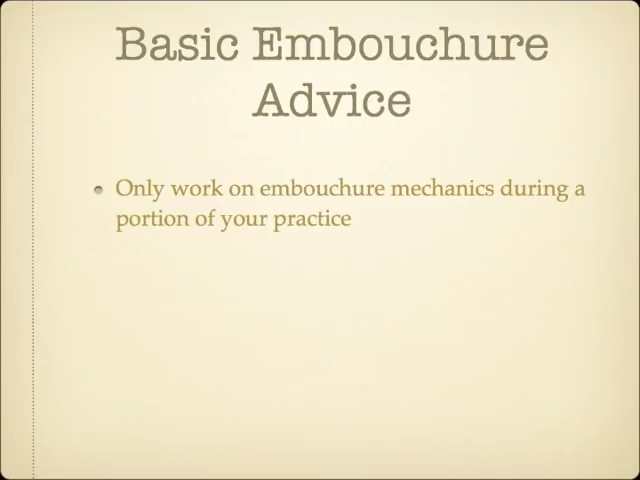 Basic Embouchure
Advice
Only work on embouchure mechanics during a
portion of your practice